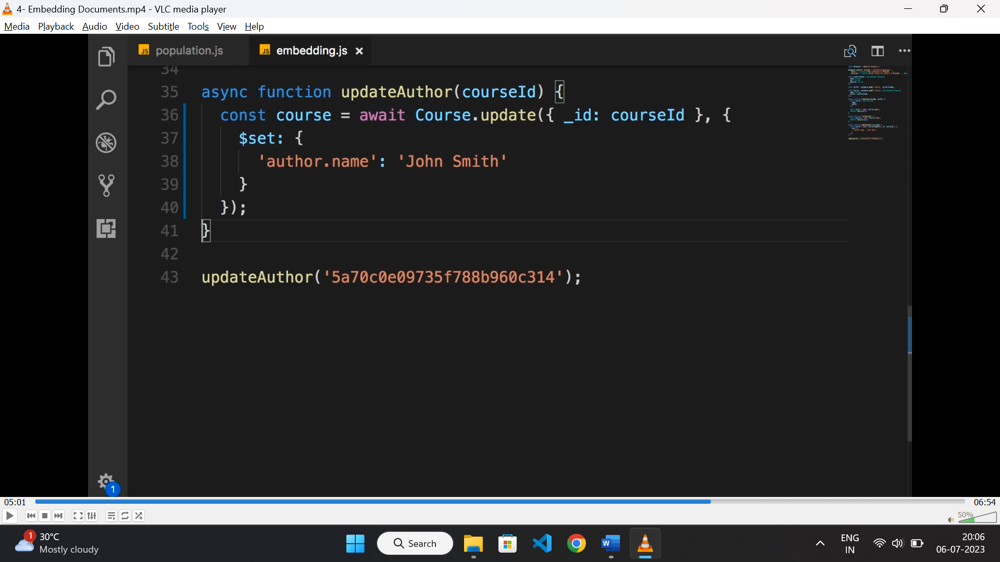 4- Embedding Documents.mp4 - VLC media player
Media Playback Audio Video Subtitle Tools View Help
JS population.js JS embedding.js ×
34
35 async function updateAuthor(courseId) {
36 const course = await Course.update({ _id: courseId }, {
37 $set: {
38 'author.name': 'John Smith'
39 }
40 });
41 }
42
43 updateAuthor('5a70c0e09735f788b960c314');
1
05:01 06:54
50%
1 30°C
Mostly cloudy
Search
W
ENG
IN
20:06
06-07-2023